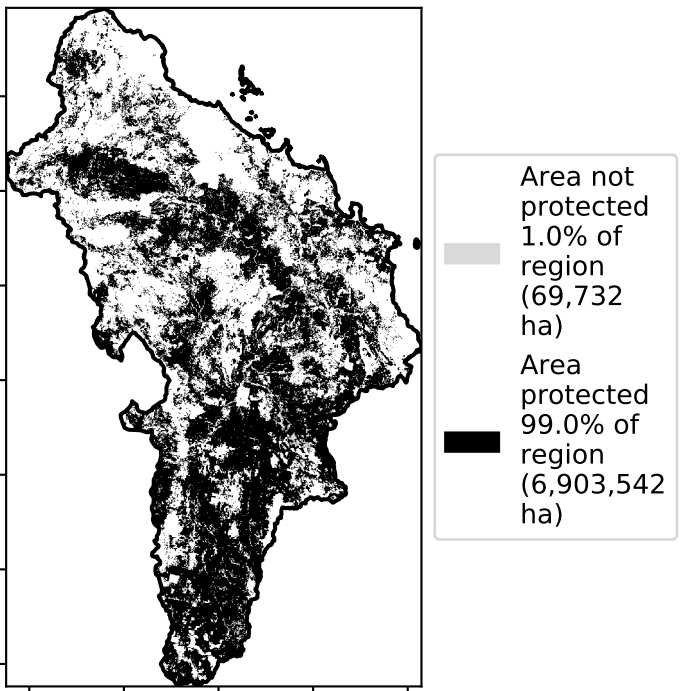 Area not
protected
1.0% of
region
(69,732
ha)
Area
protected
99.0% of
region
(6,903,542
ha)